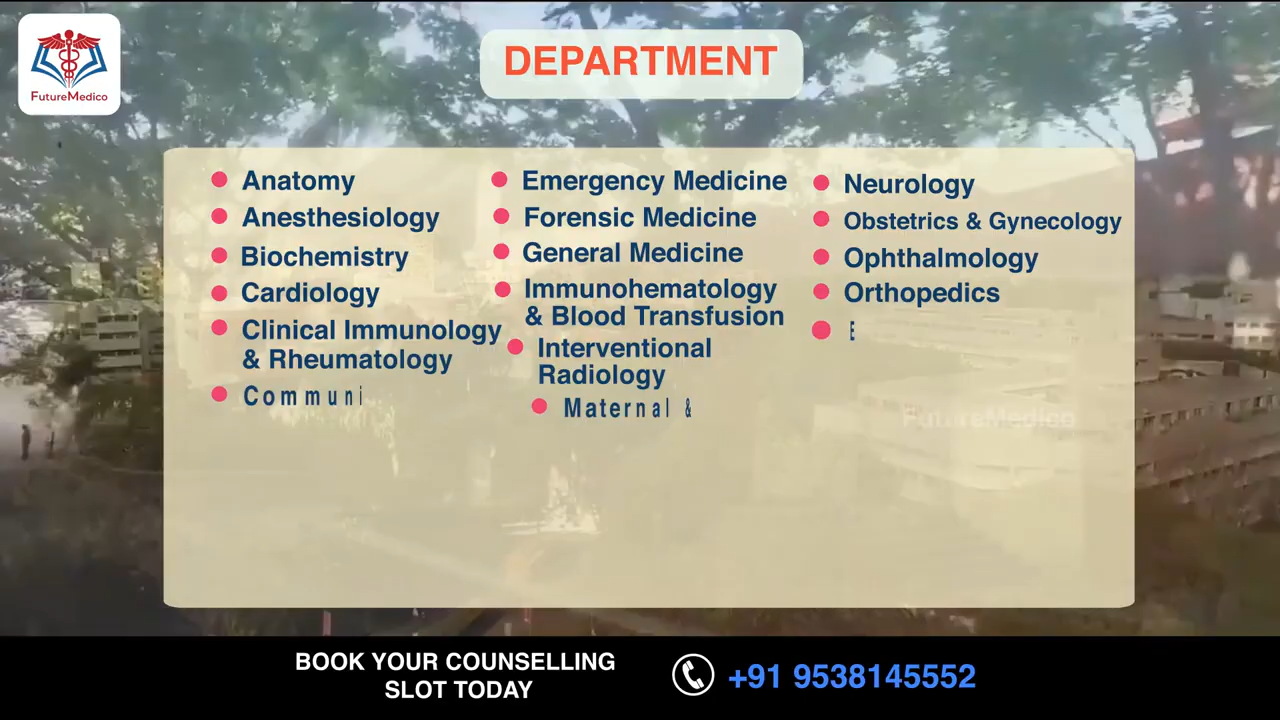 FutureMedico
DEPARTMENT
Anatomy
Anesthesiology
Biochemistry
Cardiology
Clinical Immunology
& Rheumatology
Communi
Emergency Medicine
Forensic Medicine
General Medicine
Immunohematology
& Blood Transfusion
Interventional
Radiology
Maternal &
Neurology
Obstetrics & Gynecology
Ophthalmology
Orthopedics
E
FutureMedico
BOOK YOUR COUNSELLING
SLOT TODAY
+91 9538145552